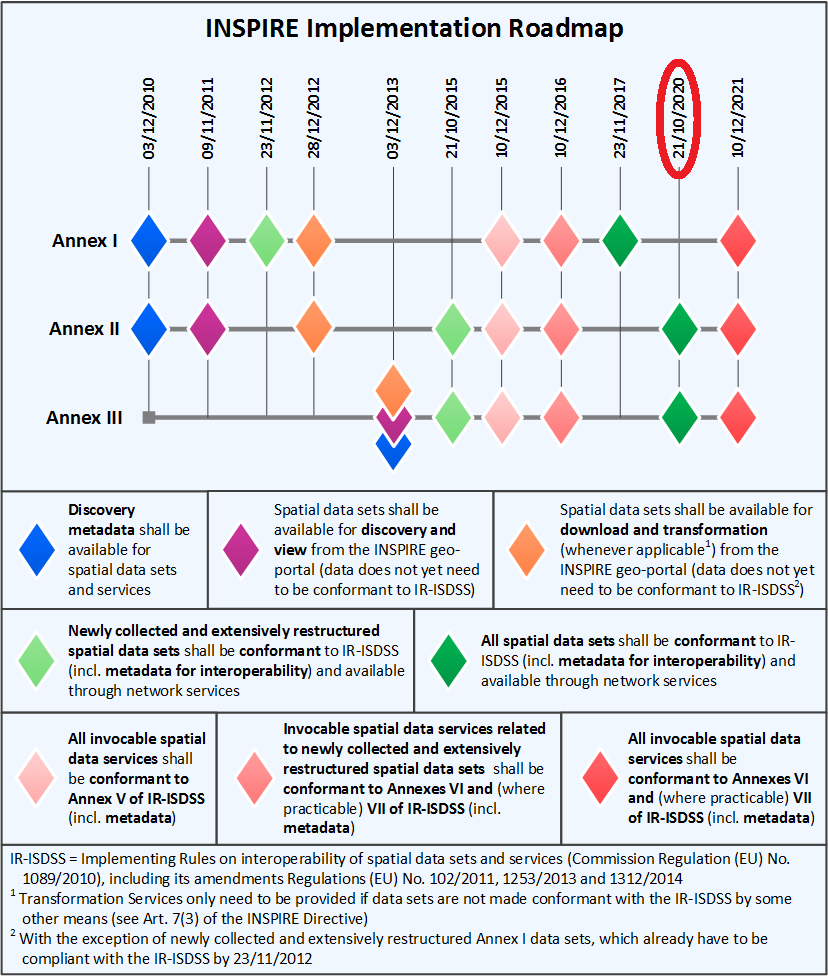 INSPIRE Implementation Roadmap
03/12/2010
09/11/2011
23/11/2012
28/12/2012
03/12/2013
21/10/2015
10/12/2015
10/12/2016
23/11/2017
21/10/2020
10/12/2021
Annex I
Annex II
Annex III
Discovery
metadata shall be
available for
spatial data sets
and services
Spatial data sets shall be
available for discovery and
view from the INSPIRE geo-
portal (data does not yet need
to be conformant to IR-ISDSS)
Spatial data sets shall be available for
download and transformation
(whenever applicable¹) from the
INSPIRE geo-portal (data does not yet
need to be conformant to IR-ISDSS²)
Newly collected and extensively restructured
spatial data sets shall be conformant to IR-ISDSS
(incl. metadata for interoperability) and available
through network services
All spatial data sets shall be conformant to IR-
ISDSS (incl. metadata for interoperability) and
available through network services
All invocable spatial
data services shall
be conformant to
Annex V of IR-ISDSS
(incl. metadata)
Invocable spatial data services related
to newly collected and extensively
restructured spatial data sets shall be
conformant to Annexes VI and (where
practicable) VII of IR-ISDSS (incl.
metadata)
All invocable spatial data
services shall be
conformant to Annexes VI
and (where practicable) VII
of IR-ISDSS (incl. metadata)
IR-ISDSS = Implementing Rules on interoperability of spatial data sets and services (Commission Regulation (EU) No.
1089/2010), including its amendments Regulations (EU) No. 102/2011, 1253/2013 and 1312/2014
¹ Transformation Services only need to be provided if data sets are not made conformant with the IR-ISDSS by some
other means (see Art. 7(3) of the INSPIRE Directive)
² With the exception of newly collected and extensively restructured Annex I data sets, which already have to be
compliant with the IR-ISDSS by 23/11/2012